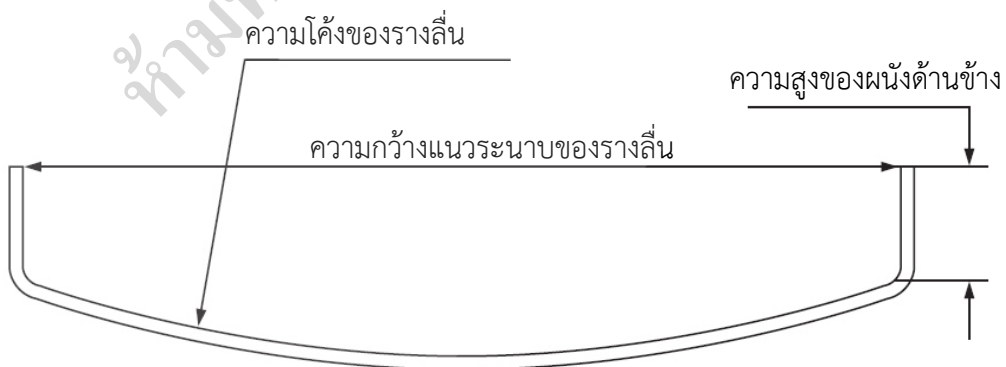 ความโค้งของรางลื่น
ความสูงของผนังด้านข้าง
ความกว้างแนวระนาบของรางลื่น